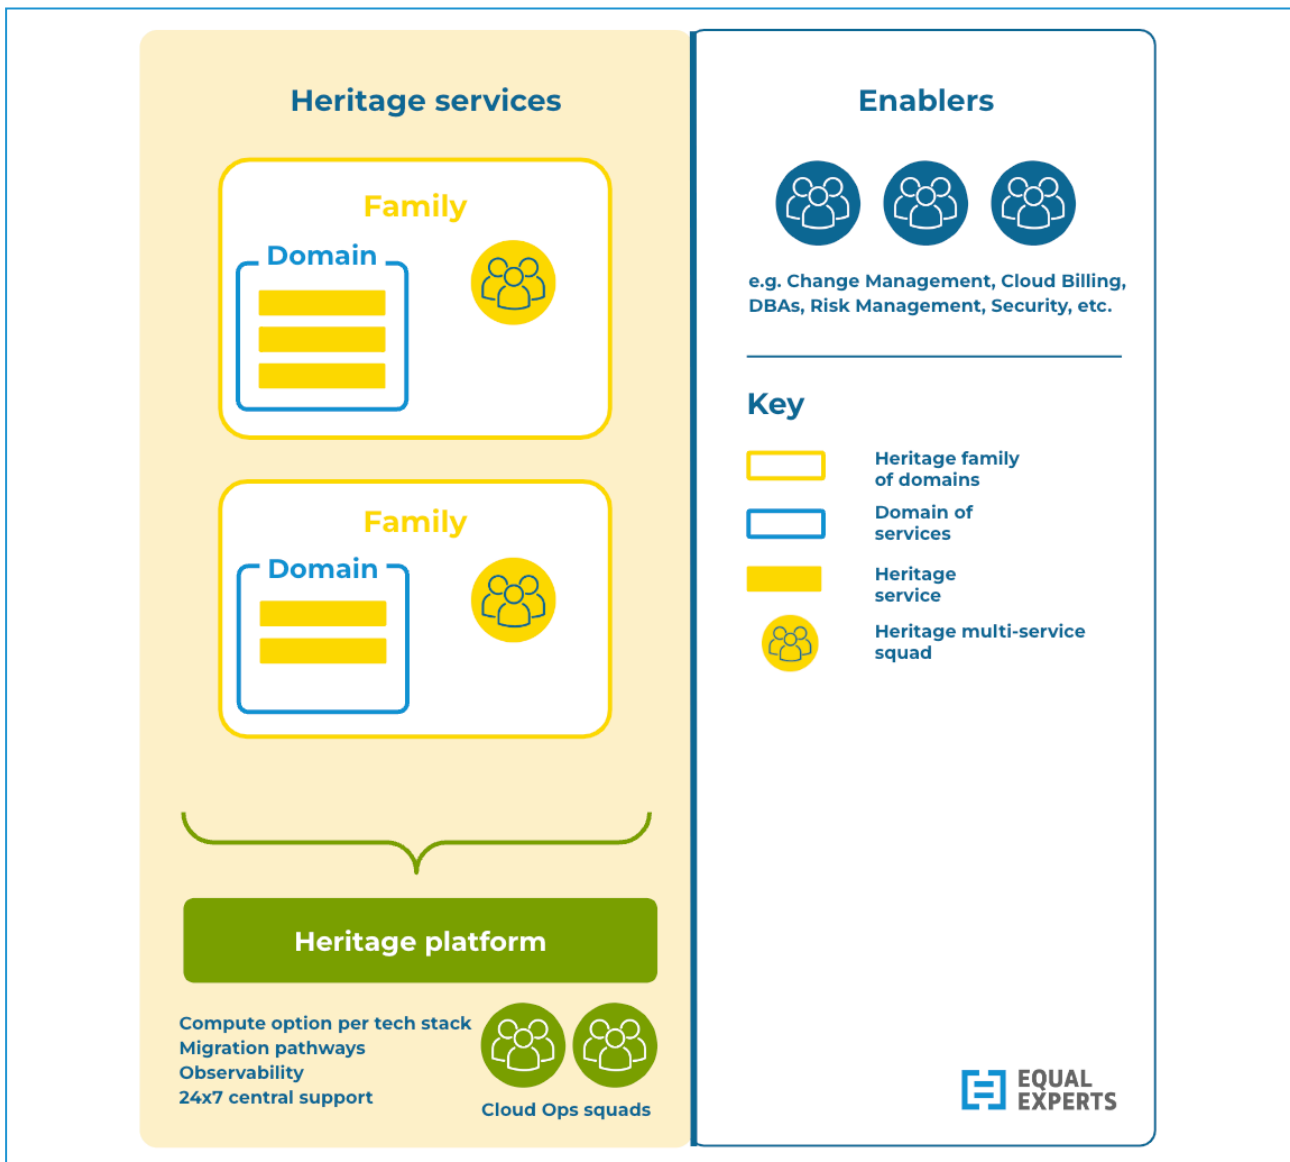 Heritage services
Family
Domain
Family
Domain
Heritage platform
Compute option per tech stack
Migration pathways
Observability
24x7 central support
Cloud Ops squads
Enablers
e.g. Change Management, Cloud Billing,
DBAs, Risk Management, Security, etc.
Key
Heritage family
of domains
Domain of
services
Heritage
service
Heritage multi-service
squad
EQUAL
EXPERTS